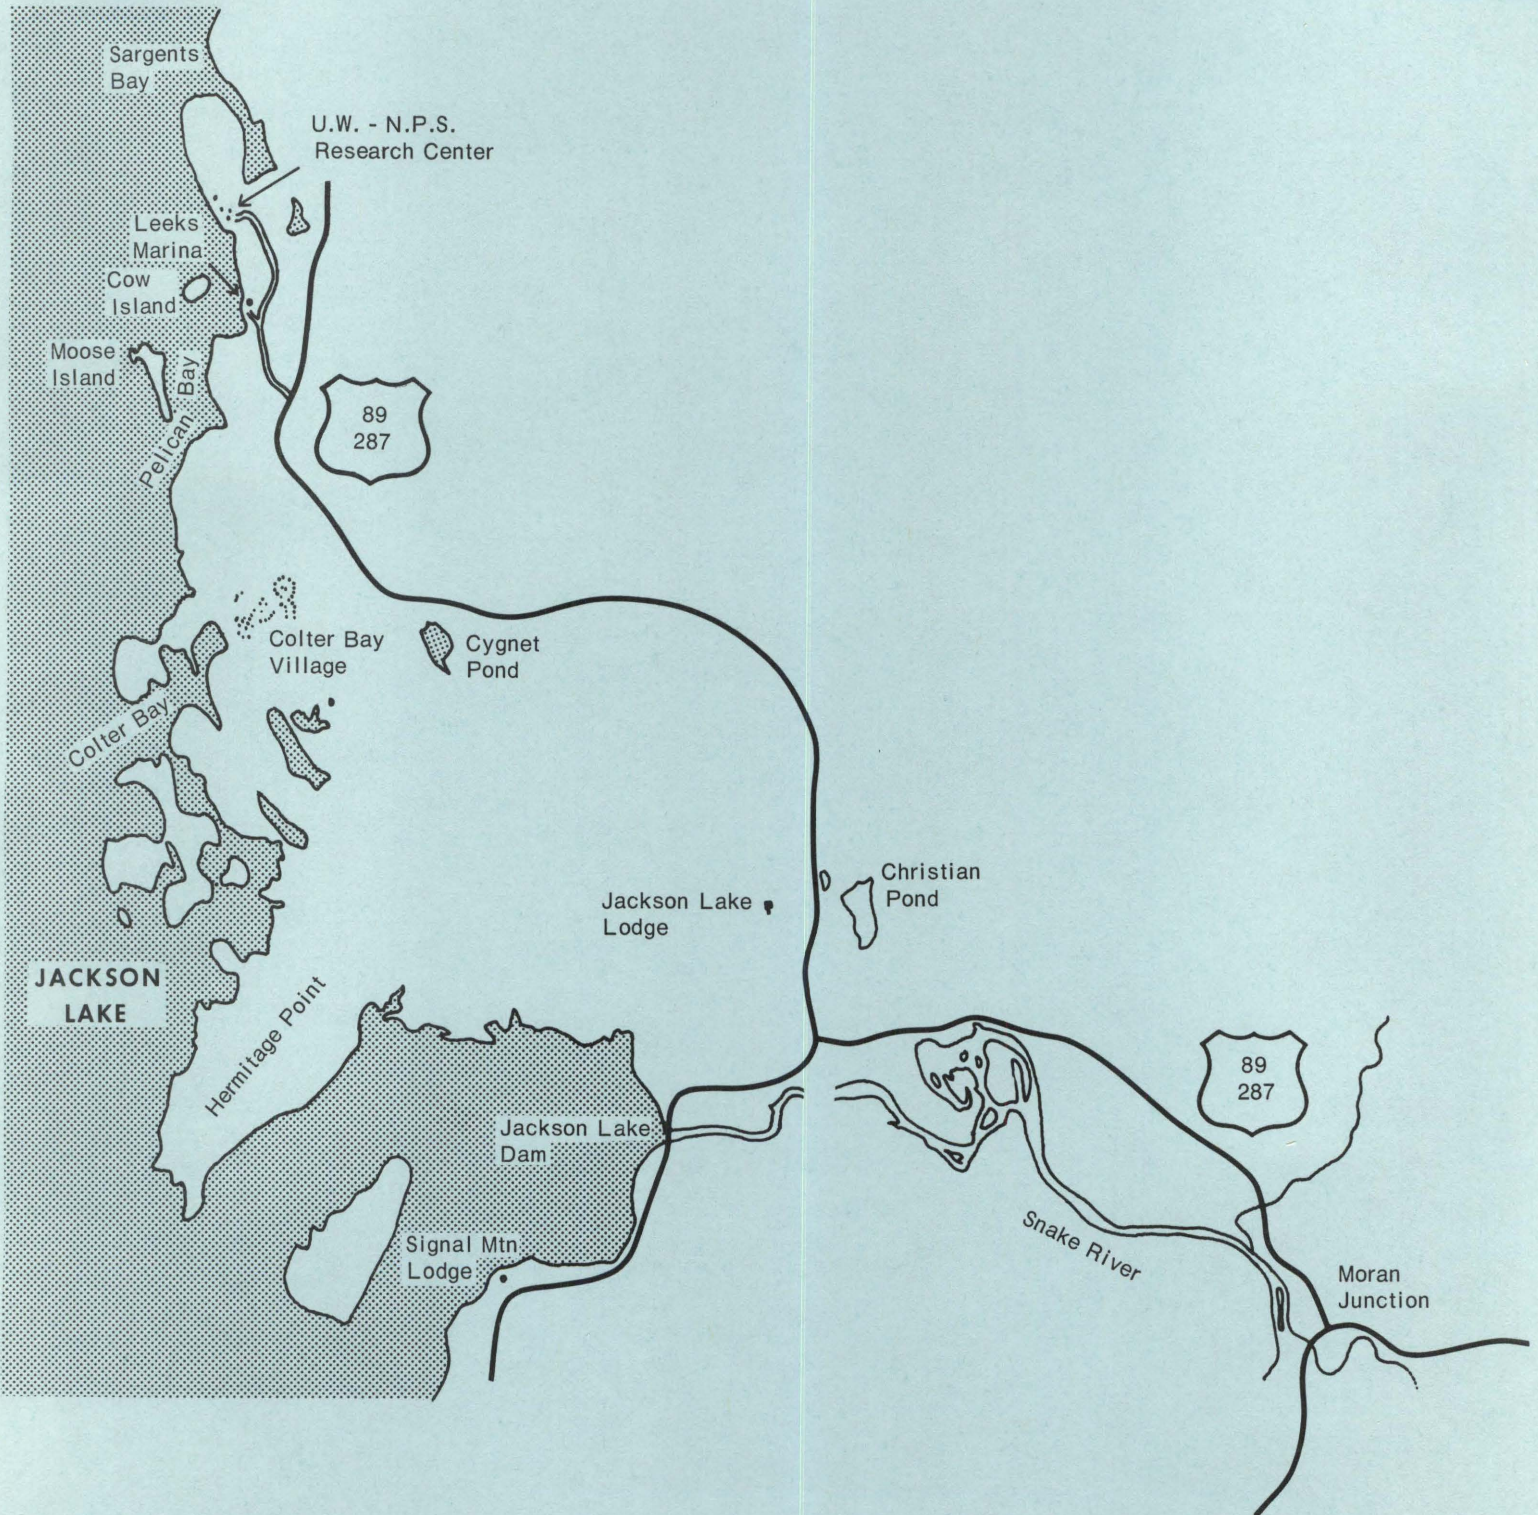 Sargents
Bay
U.W. - N.P.S.
Research Center
Leeks
Marina
Cow
Island
Moose
Island
Pelican Bay
89
287
Colter Bay
Village
Cygnet
Pond
Colter Bay
Christian
Pond
Jackson Lake
Lodge
JACKSON
LAKE
Hermitage Point
89
287
Jackson Lake
Dam
Snake River
Signal Mtn
Lodge
Moran
Junction